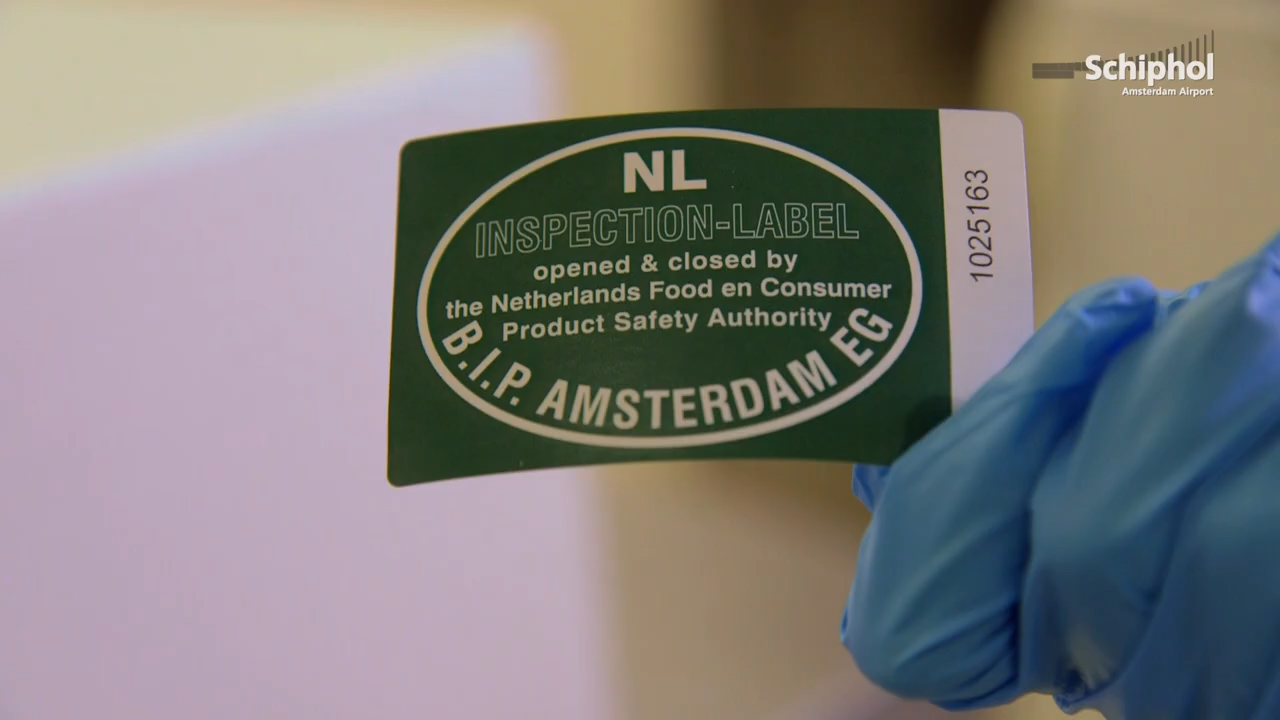 Schiphol
Amsterdam Airport
NL
INSPECTION-LABEL
opened & closed by
the Netherlands Food en Consumer
Product Safety Authority
B.I.P. AMSTERDAM EG
1025163